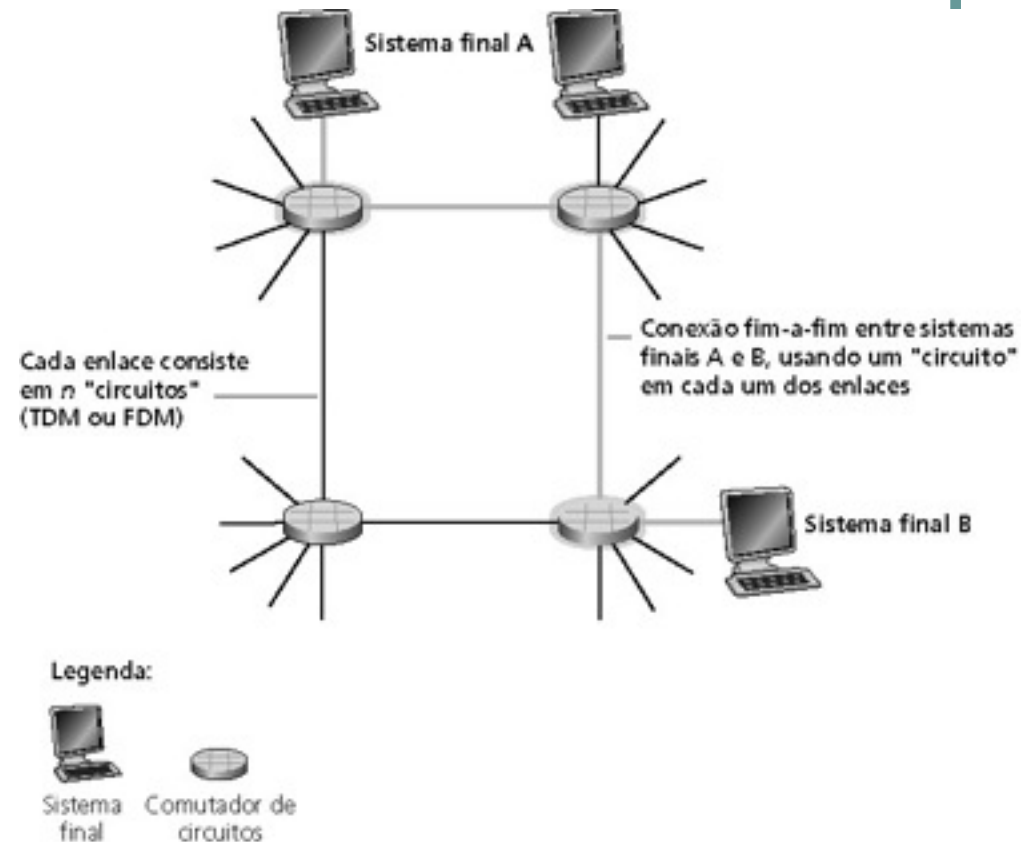 Sistema final A
Conexão fim-a-fim entre sistemas
finais A e B, usando um "circuito"
em cada um dos enlaces
Cada enlace consiste
em n "circuitos"
(TDM ou FDM)
Sistema final B
Legenda:
Sistema
final
Comutador de
circuitos